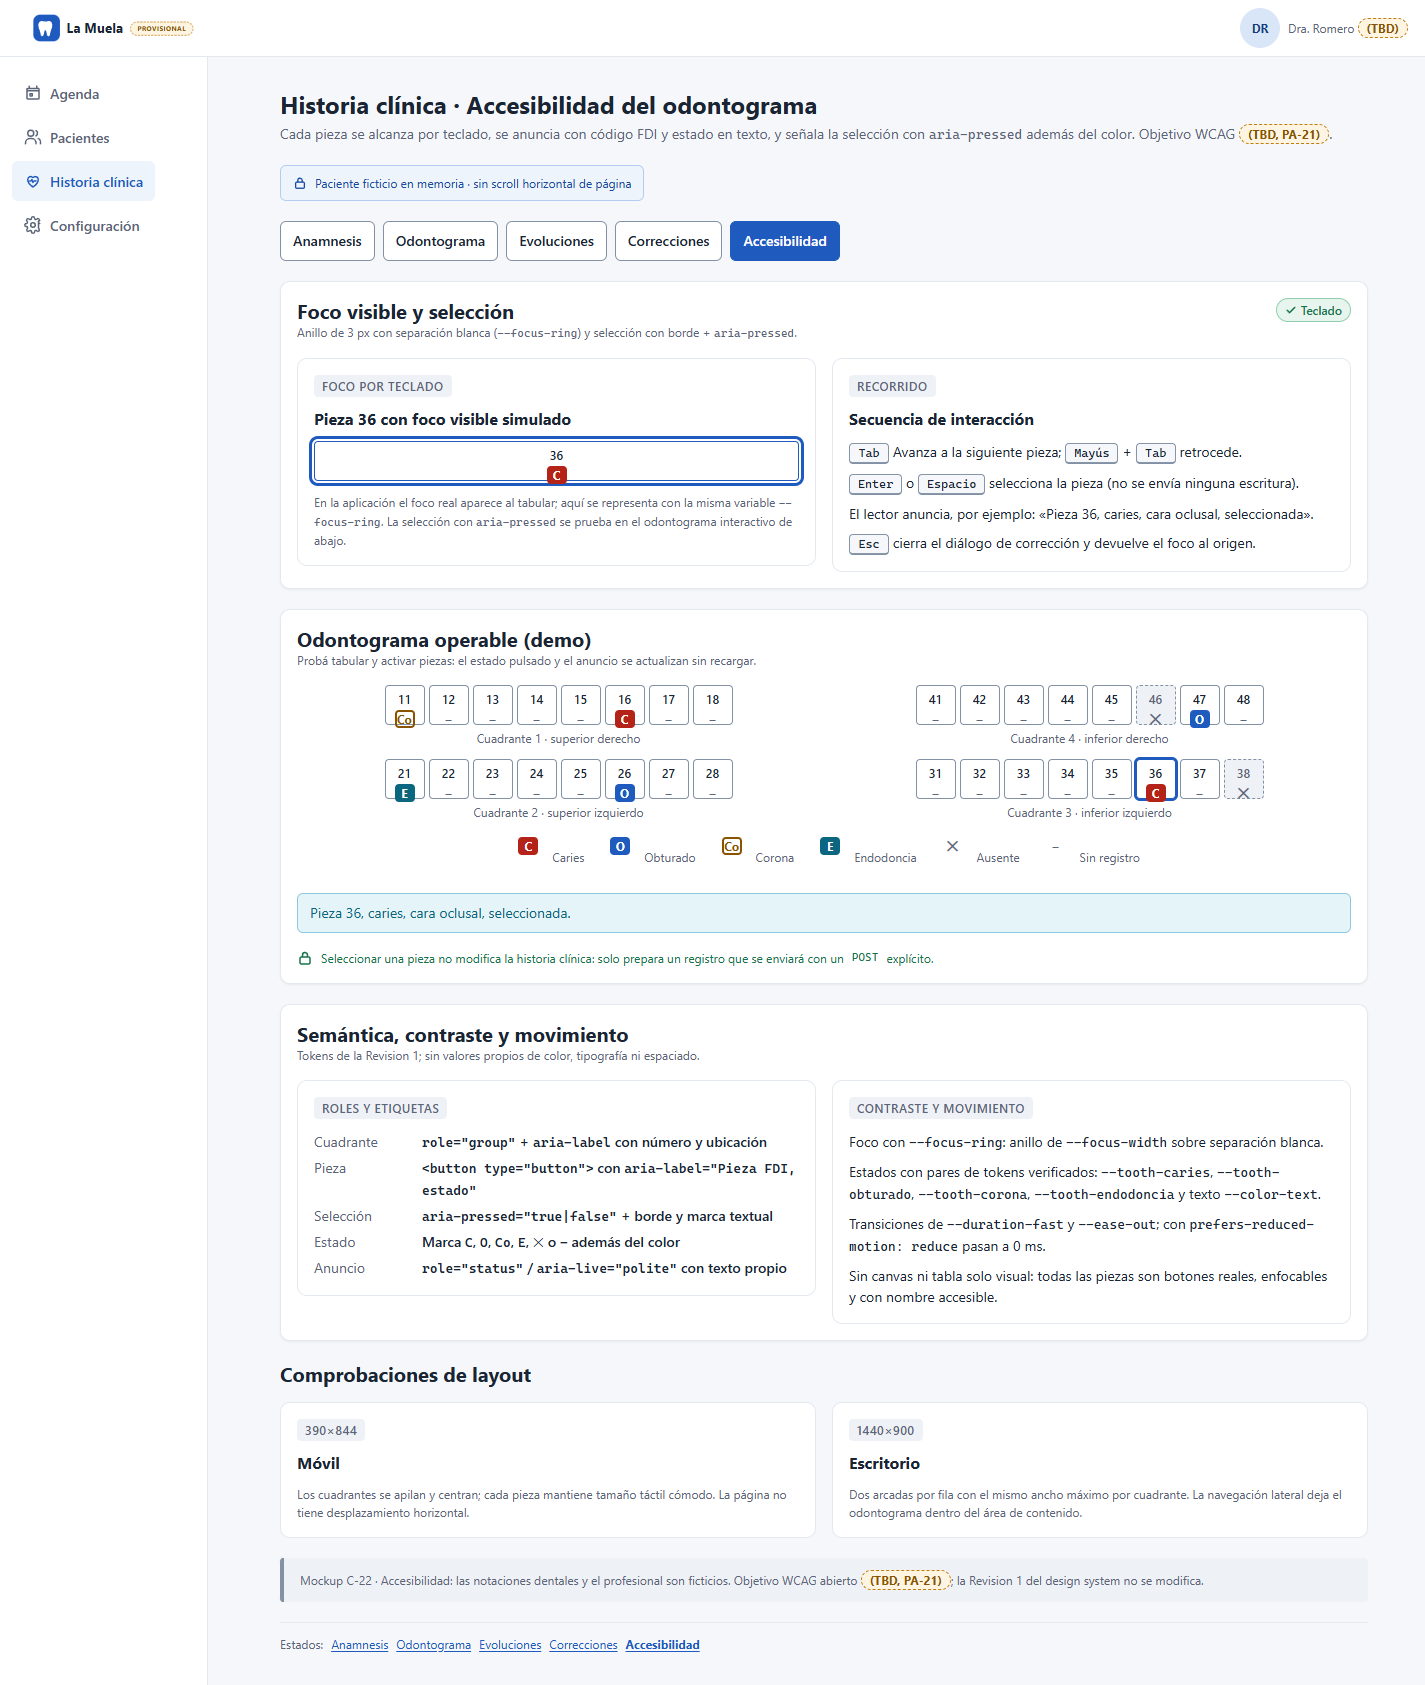 La Muela PROVISIONAL
DR Dra. Romero (TBD)
Agenda
Pacientes
Historia clínica
Configuración
Historia clínica · Accesibilidad del odontograma
Cada pieza se alcanza por teclado, se anuncia con código FDI y estado en texto, y señala la selección con aria-pressed además del color. Objetivo WCAG (TBD, PA-21).
Paciente ficticio en memoria · sin scroll horizontal de página
Anamnesis Odontograma Evoluciones Correcciones Accesibilidad
Foco visible y selección
Anillo de 3 px con separación blanca (--focus-ring) y selección con borde + aria-pressed.
Teclado
FOCO POR TECLADO
Pieza 36 con foco visible simulado
36
C
En la aplicación el foco real aparece al tabular; aquí se representa con la misma variable --
focus-ring. La selección con aria-pressed se prueba en el odontograma interactivo de
abajo.
RECORRIDO
Secuencia de interacción
Tab Avanza a la siguiente pieza; Mayús + Tab retrocede.
Enter o Espacio selecciona la pieza (no se envía ninguna escritura).
El lector anuncia, por ejemplo: «Pieza 36, caries, cara oclusal, seleccionada».
Esc cierra el diálogo de corrección y devuelve el foco al origen.
Odontograma operable (demo)
Probá tabular y activar piezas: el estado pulsado y el anuncio se actualizan sin recargar.
11 12 13 14 15 16 17 18
Co – – – – C – –
Cuadrante 1 · superior derecho
41 42 43 44 45 46 47 48
– – – – – × O –
Cuadrante 4 · inferior derecho
21 22 23 24 25 26 27 28
E – – – – O – –
Cuadrante 2 · superior izquierdo
31 32 33 34 35 36 37 38
– – – – – C – ×
Cuadrante 3 · inferior izquierdo
C Caries O Obturado Co Corona E Endodoncia × Ausente – Sin registro
Pieza 36, caries, cara oclusal, seleccionada.
Seleccionar una pieza no modifica la historia clínica: solo prepara un registro que se enviará con un POST explícito.
Semántica, contraste y movimiento
Tokens de la Revision 1; sin valores propios de color, tipografía ni espaciado.
ROLES Y ETIQUETAS
Cuadrante role="group" + aria-label con número y ubicación
Pieza <button type="button"> con aria-label="Pieza FDI,
estado"
Selección aria-pressed="true|false" + borde y marca textual
Estado Marca C, O, Co, E, × o – además del color
Anuncio role="status" / aria-live="polite" con texto propio
CONTRASTE Y MOVIMIENTO
Foco con --focus-ring: anillo de --focus-width sobre separación blanca.
Estados con pares de tokens verificados: --tooth-caries, --tooth-
obturado, --tooth-corona, --tooth-endodoncia y texto --color-text.
Transiciones de --duration-fast y --ease-out; con prefers-reduced-
motion: reduce pasan a 0 ms.
Sin canvas ni tabla solo visual: todas las piezas son botones reales, enfocables
y con nombre accesible.
Comprobaciones de layout
390×844
Móvil
Los cuadrantes se apilan y centran; cada pieza mantiene tamaño táctil cómodo. La página no
tiene desplazamiento horizontal.
1440×900
Escritorio
Dos arcadas por fila con el mismo ancho máximo por cuadrante. La navegación lateral deja el
odontograma dentro del área de contenido.
Mockup C-22 · Accesibilidad: las notaciones dentales y el profesional son ficticios. Objetivo WCAG abierto (TBD, PA-21); la Revision 1 del design system no se modifica.
Estados: Anamnesis Odontograma Evoluciones Correcciones Accesibilidad